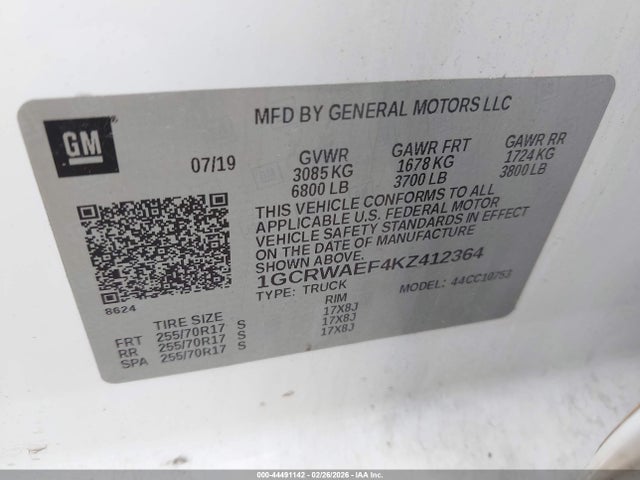 GM
MFD BY GENERAL MOTORS LLC
07/19 GVWR GAWR FRT GAWR RR
3085 KG 1678 KG 1724 KG
6800 LB 3700 LB 3800 LB
THIS VEHICLE CONFORMS TO ALL
APPLICABLE U.S. FEDERAL MOTOR
VEHICLE SAFETY STANDARDS IN EFFECT
ON THE DATE OF MANUFACTURE
SHOWN ABOVE.
1GCRWAEF4KZ412364
TYPE: TRUCK MODEL: 44CC10753
8624
TIRE SIZE RIM
FRT 255/70R17 S 17X8J
RR 255/70R17 S 17X8J
SPA 255/70R17 S 17X8J
000-44491142 - 02/26/2026 - IAA Inc.